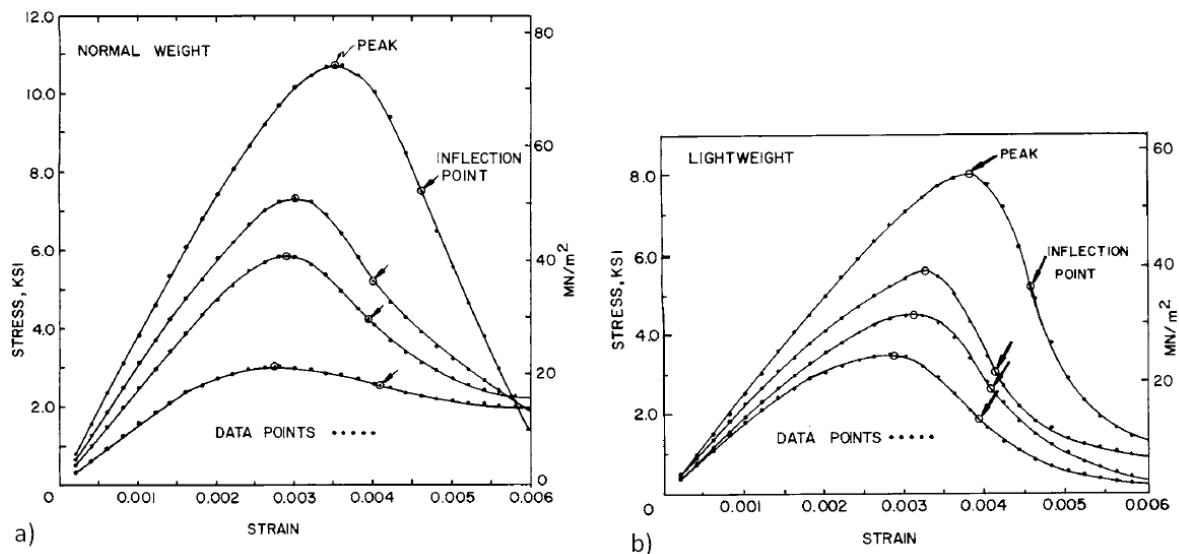 12.0
80
NORMAL WEIGHT
PEAK
10.0
60
8.0
INFLECTION
POINT
STRESS, KSI
6.0
40
MN/m²
4.0
20
2.0
DATA POINTS
0
0
0.001
0.002
0.003
0.004
0.005
0.006
STRAIN
a)
60
LIGHTWEIGHT
PEAK
8.0
50
6.0
INFLECTION
POINT
STRESS, KSI
40
MN/m²
4.0
30
20
2.0
DATA POINTS
0
0.001
0.002
0.003
0.004
0.005
0.006
STRAIN
b)